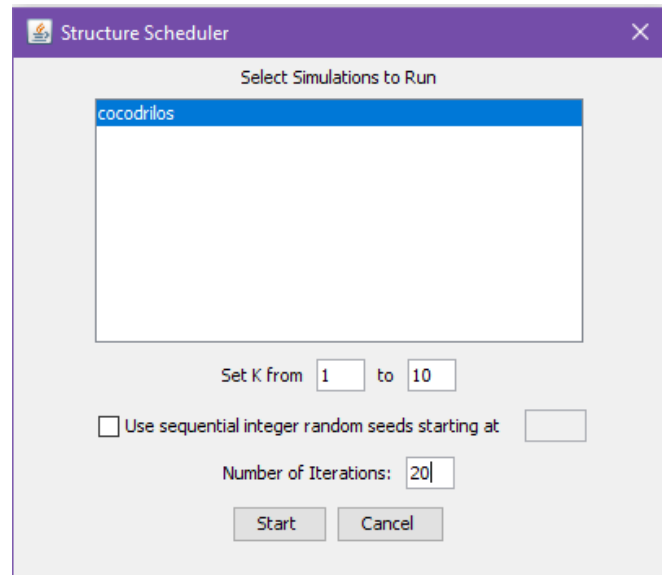 Structure Scheduler
Select Simulations to Run
cocodrilos
Set K from 1 to 10
Use sequential integer random seeds starting at
Number of Iterations: 20
Start Cancel